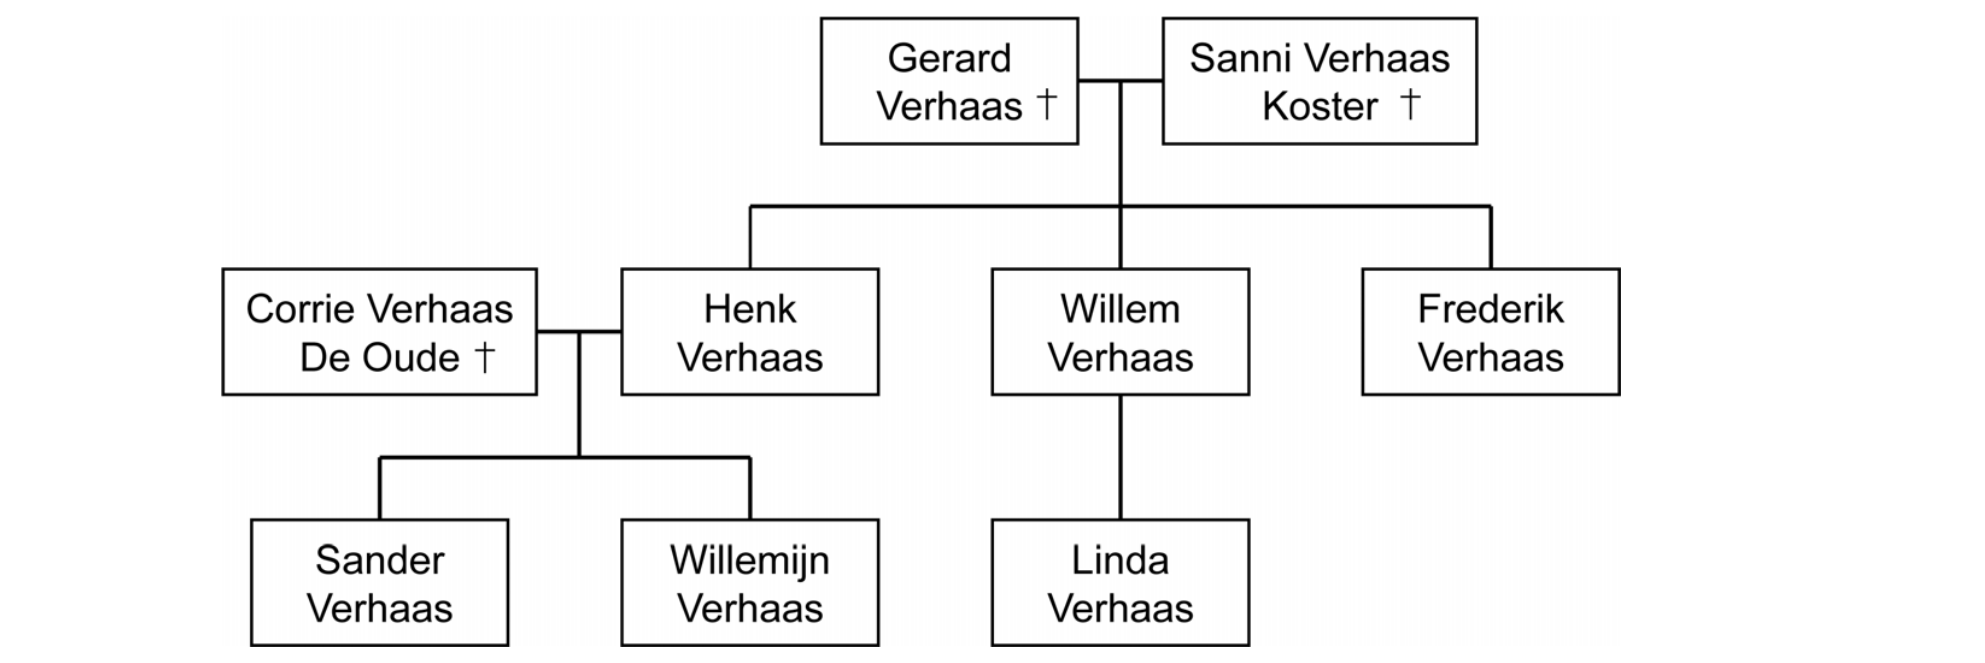 Gerard
Verhaas †
Sanni Verhaas
Koster †
Corrie Verhaas
De Oude †
Henk
Verhaas
Willem
Verhaas
Frederik
Verhaas
Sander
Verhaas
Willemijn
Verhaas
Linda
Verhaas